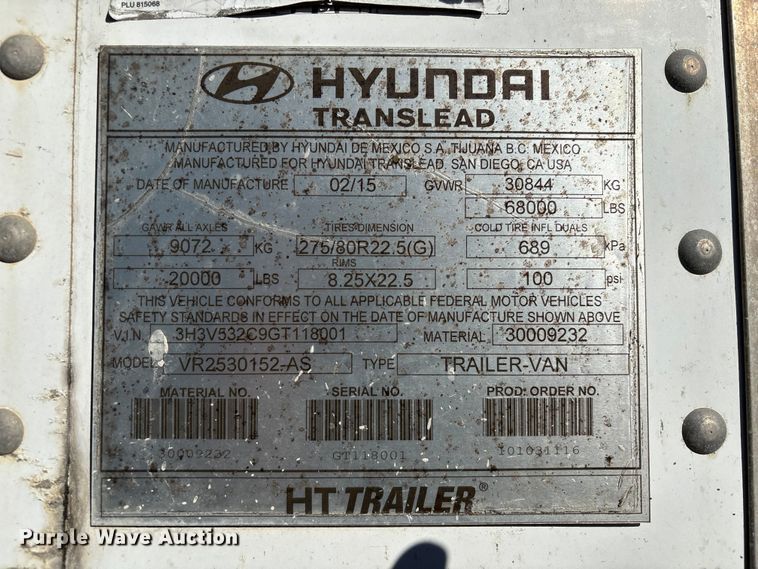 PLU 815068
HYUNDAI
TRANSLEAD
MANUFACTURED BY HYUNDAI DE MEXICO S.A, TIJUANA B.C. MEXICO
MANUFACTURED FOR HYUNDAI TRANSLEAD, SAN DIEGO, CA USA
DATE OF MANUFACTURE 02/15 GVWR 30844 KG
68000 LBS
GAWR ALL AXLES TIRES DIMENSION COLD TIRE INFL DUALS
9072 KG 275/80R22.5(G) 689 kPa
RIMS
20000 LBS 8.25X22.5 100 psi
THIS VEHICLE CONFORMS TO ALL APPLICABLE FEDERAL MOTOR VEHICLES
SAFETY STANDARDS IN EFFECT ON THE DATE OF MANUFACTURE SHOWN ABOVE
V.I.N. 3H3V532C9GT118001 MATERIAL 30009232
MODEL VR2530152-AS TYPE TRAILER-VAN
MATERIAL NO. SERIAL NO. PROD: ORDER NO.
30009232 GT118001 101034116
HT TRAILER®
Purple Wave Auction